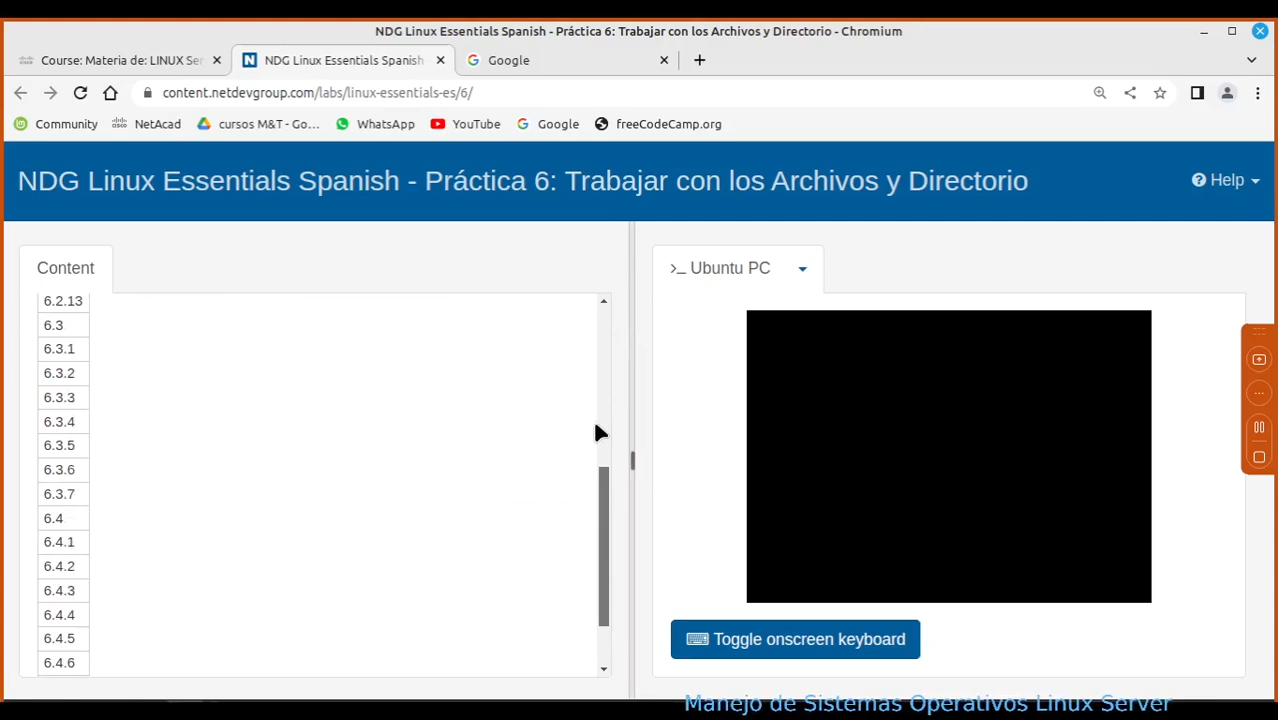 NDG Linux Essentials Spanish - Práctica 6: Trabajar con los Archivos y Directorio - Chromium
Course: Materia de: LINUX Ser
NDG Linux Essentials Spanish
Google
content.netdevgroup.com/labs/linux-essentials-es/6/
Community
NetAcad
cursos M&T - Go...
WhatsApp
YouTube
Google
freeCodeCamp.org
NDG Linux Essentials Spanish - Práctica 6: Trabajar con los Archivos y Directorio
Help
Content
Ubuntu PC
6.2.13
6.3
6.3.1
6.3.2
6.3.3
6.3.4
6.3.5
6.3.6
6.3.7
6.4
6.4.1
6.4.2
6.4.3
6.4.4
6.4.5
6.4.6
Toggle onscreen keyboard
Manejo de Sistemas Operativos Linux Server